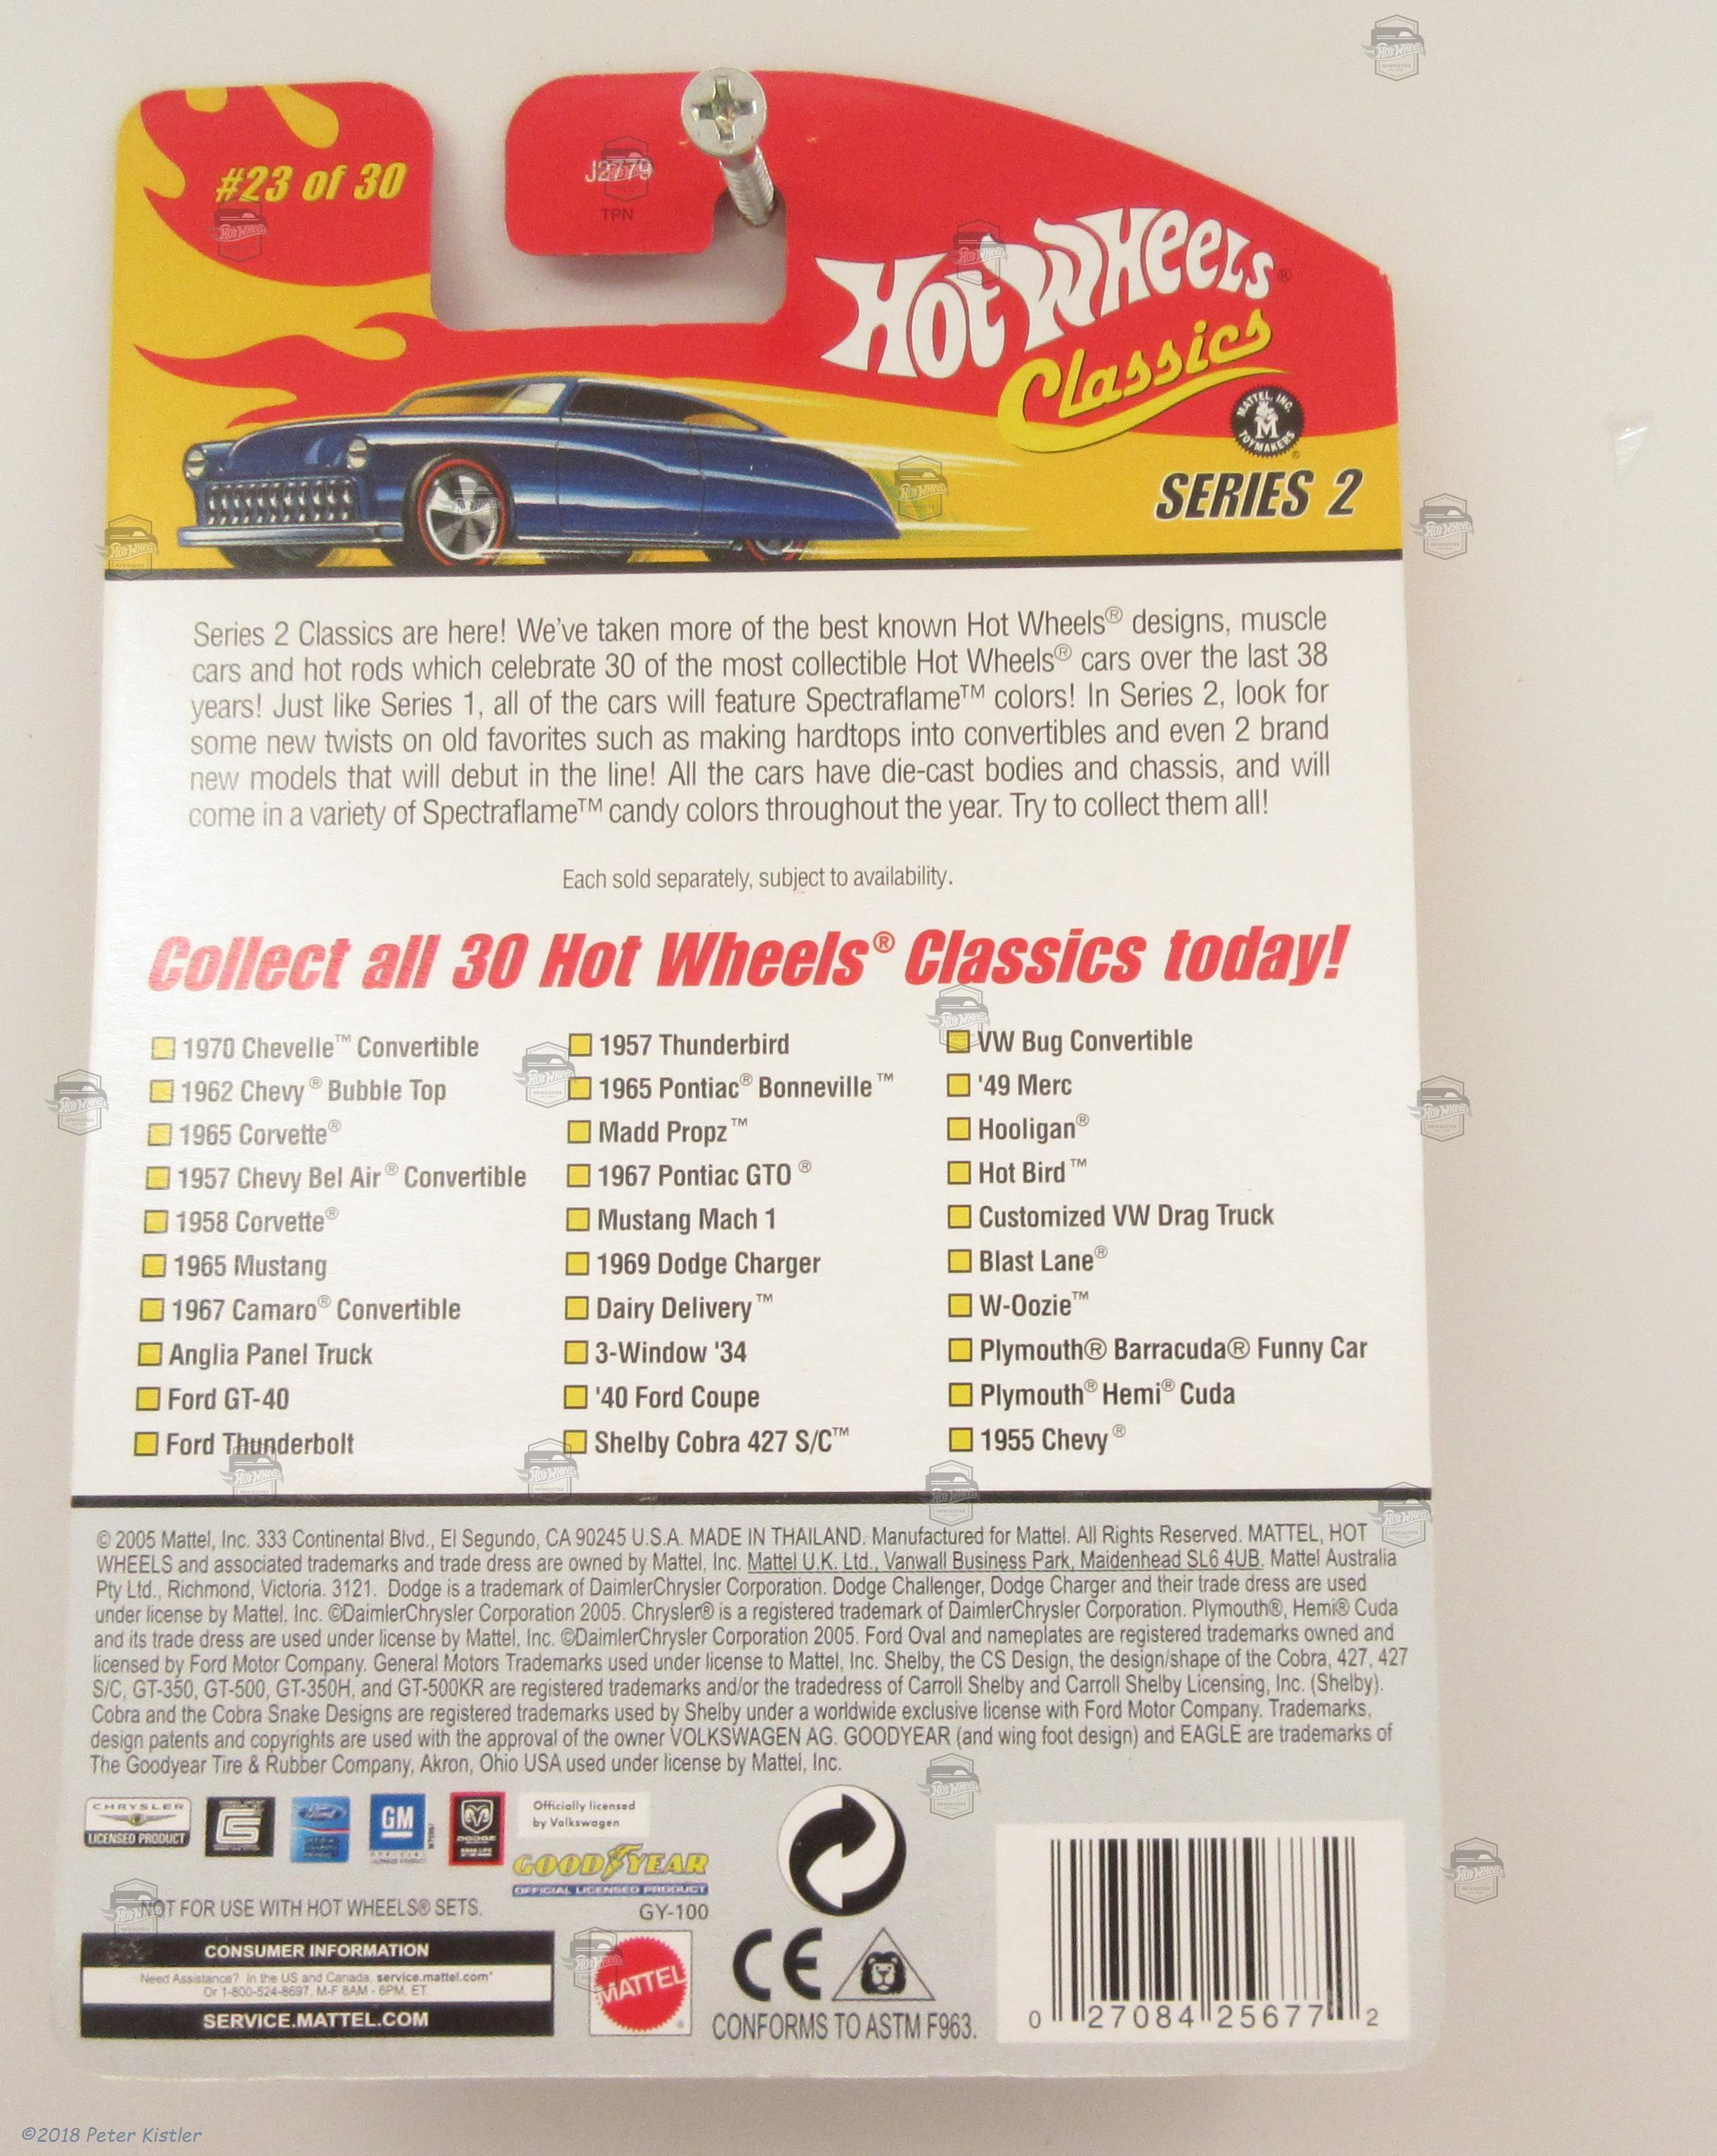 #23 of 30
J2779
TPN
HOT WHEELS®
Classics
MATTEL, INC.
M
TOYMAKERS®
SERIES 2
Series 2 Classics are here! We've taken more of the best known Hot Wheels® designs, muscle
cars and hot rods which celebrate 30 of the most collectible Hot Wheels® cars over the last 38
years! Just like Series 1, all of the cars will feature Spectraflame™ colors! In Series 2, look for
some new twists on old favorites such as making hardtops into convertibles and even 2 brand
new models that will debut in the line! All the cars have die-cast bodies and chassis, and will
come in a variety of Spectraflame™ candy colors throughout the year. Try to collect them all!
Each sold separately, subject to availability.
Collect all 30 Hot Wheels® Classics today!
1970 Chevelle™ Convertible
1962 Chevy® Bubble Top
1965 Corvette®
1957 Chevy Bel Air® Convertible
1958 Corvette®
1965 Mustang
1967 Camaro® Convertible
Anglia Panel Truck
Ford GT-40
Ford Thunderbolt
1957 Thunderbird
1965 Pontiac® Bonneville™
Madd Propz™
1967 Pontiac GTO®
Mustang Mach 1
1969 Dodge Charger
Dairy Delivery™
3-Window '34
'40 Ford Coupe
Shelby Cobra 427 S/C™
VW Bug Convertible
'49 Merc
Hooligan®
Hot Bird™
Customized VW Drag Truck
Blast Lane®
W-Oozie™
Plymouth® Barracuda® Funny Car
Plymouth® Hemi® Cuda
1955 Chevy®
© 2005 Mattel, Inc. 333 Continental Blvd., El Segundo, CA 90245 U.S.A. MADE IN THAILAND. Manufactured for Mattel. All Rights Reserved. MATTEL, HOT
WHEELS and associated trademarks and trade dress are owned by Mattel, Inc. Mattel U.K. Ltd., Vanwall Business Park, Maidenhead SL6 4UB. Mattel Australia
Pty Ltd., Richmond, Victoria. 3121. Dodge is a trademark of DaimlerChrysler Corporation. Dodge Challenger, Dodge Charger and their trade dress are used
under license by Mattel, Inc. ©DaimlerChrysler Corporation 2005. Chrysler® is a registered trademark of DaimlerChrysler Corporation. Plymouth®, Hemi® Cuda
and its trade dress are used under license by Mattel, Inc. ©DaimlerChrysler Corporation 2005. Ford Oval and nameplates are registered trademarks owned and
licensed by Ford Motor Company. General Motors Trademarks used under license to Mattel, Inc. Shelby, the CS Design, the design/shape of the Cobra, 427, 427
S/C, GT-350, GT-500, GT-350H, and GT-500KR are registered trademarks and/or the tradedress of Carroll Shelby and Carroll Shelby Licensing, Inc. (Shelby).
Cobra and the Cobra Snake Designs are registered trademarks used by Shelby under a worldwide exclusive license with Ford Motor Company. Trademarks,
design patents and copyrights are used with the approval of the owner VOLKSWAGEN AG. GOODYEAR (and wing foot design) and EAGLE are trademarks of
The Goodyear Tire & Rubber Company, Akron, Ohio USA used under license by Mattel, Inc.
CHRYSLER
LICENSED PRODUCT
Ford
GM
DODGE
Officially licensed
by Volkswagen
GOODYEAR
OFFICIAL LICENSED PRODUCT
GY-100
NOT FOR USE WITH HOT WHEELS® SETS.
CONSUMER INFORMATION
Need Assistance? In the US and Canada, service.mattel.com
Or 1-800-524-8697, M-F 8AM - 6PM, ET.
SERVICE.MATTEL.COM
MATTEL®
CE
CONFORMS TO ASTM F963.
0 27084 25677 2
©2018 Peter Kistler